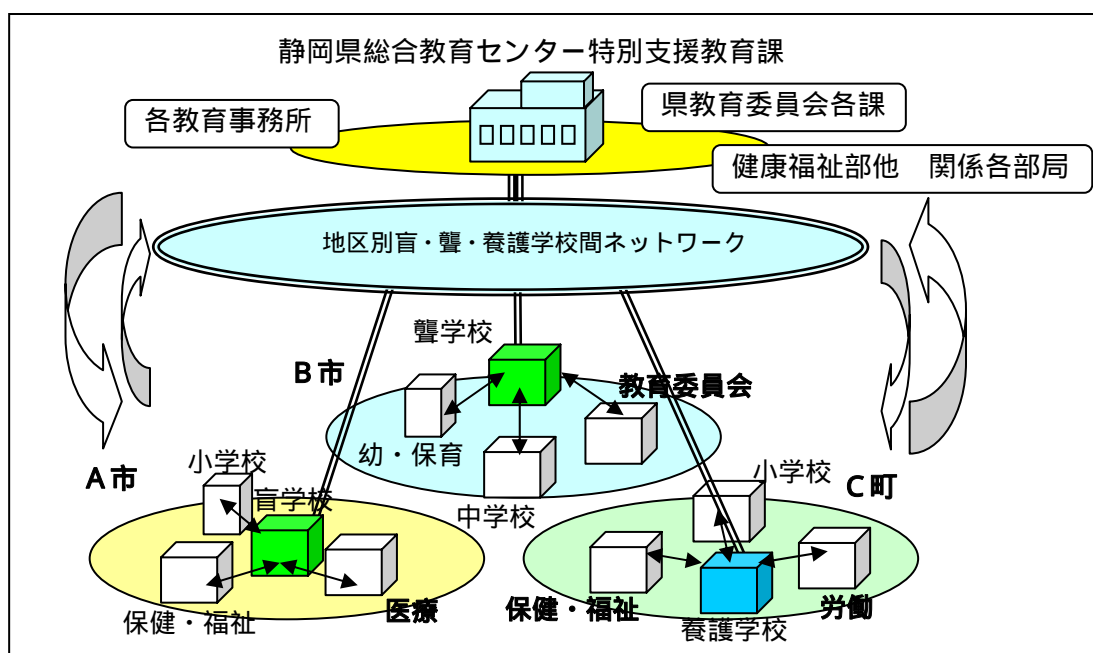 静岡県総合教育センター特別支援教育課
各教育事務所
県教育委員会各課
健康福祉部他　関係各部局
地区別盲・聾・養護学校間ネットワーク
聾学校
B市
教育委員会
幼・保育
中学校
A市
小学校
盲学校
保健・福祉
医療
小学校
C町
保健・福祉
養護学校
労働